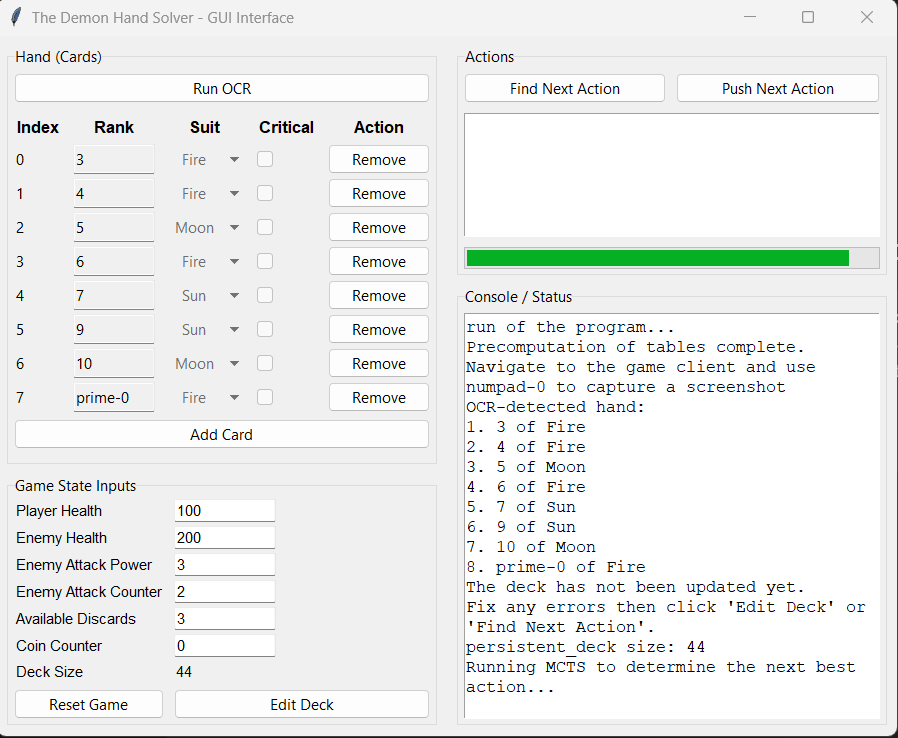 The Demon Hand Solver - GUI Interface
Hand (Cards)
Run OCR
Index Rank Suit Critical Action
0 3 Fire Remove
1 4 Fire Remove
2 5 Moon Remove
3 6 Fire Remove
4 7 Sun Remove
5 9 Sun Remove
6 10 Moon Remove
7 prime-0 Fire Remove
Add Card
Game State Inputs
Player Health 100
Enemy Health 200
Enemy Attack Power 3
Enemy Attack Counter 2
Available Discards 3
Coin Counter 0
Deck Size 44
Reset Game Edit Deck
Actions
Find Next Action Push Next Action
Console / Status
run of the program...
Precomputation of tables complete.
Navigate to the game client and use
numpad-0 to capture a screenshot
OCR-detected hand:
1. 3 of Fire
2. 4 of Fire
3. 5 of Moon
4. 6 of Fire
5. 7 of Sun
6. 9 of Sun
7. 10 of Moon
8. prime-0 of Fire
The deck has not been updated yet.
Fix any errors then click 'Edit Deck' or
'Find Next Action'.
persistent_deck size: 44
Running MCTS to determine the next best
action...